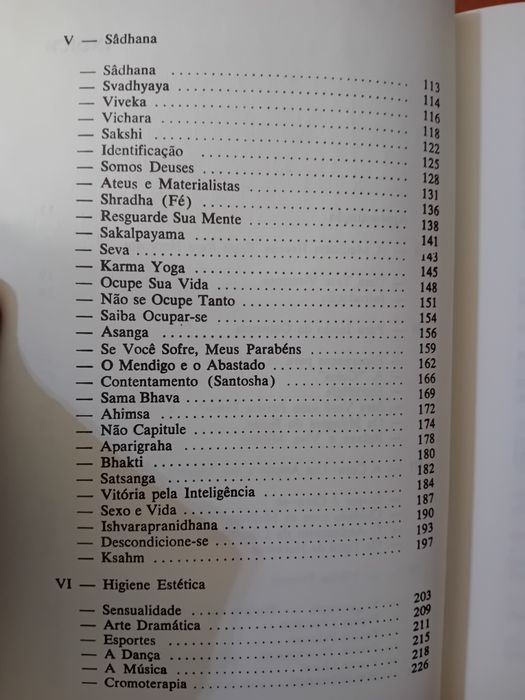 V — Sâdhana
— Sâdhana .......... 113
— Svadhyaya .......... 114
— Viveka .......... 116
— Vichara .......... 118
— Sakshi .......... 122
— Identificação .......... 125
— Somos Deuses .......... 128
— Ateus e Materialistas .......... 131
— Shradha (Fé) .......... 136
— Resguarde Sua Mente .......... 138
— Sakalpayama .......... 141
— Seva .......... 143
— Karma Yoga .......... 145
— Ocupe Sua Vida .......... 148
— Não se Ocupe Tanto .......... 151
— Saiba Ocupar-se .......... 154
— Asanga .......... 156
— Se Você Sofre, Meus Parabéns .......... 159
— O Mendigo e o Abastado .......... 162
— Contentamento (Santosha) .......... 166
— Sama Bhava .......... 169
— Ahimsa .......... 172
— Não Capitule .......... 174
— Aparigraha .......... 178
— Bhakti .......... 180
— Satsanga .......... 182
— Vitória pela Inteligência .......... 184
— Sexo e Vida .......... 187
— Ishvarapranidhana .......... 190
— Descondicione-se .......... 193
— Ksahm .......... 197
VI — Higiene Estética
— Sensualidade .......... 203
— Arte Dramática .......... 209
— Esportes .......... 211
— A Dança .......... 215
— A Música .......... 218
— Cromoterapia .......... 226